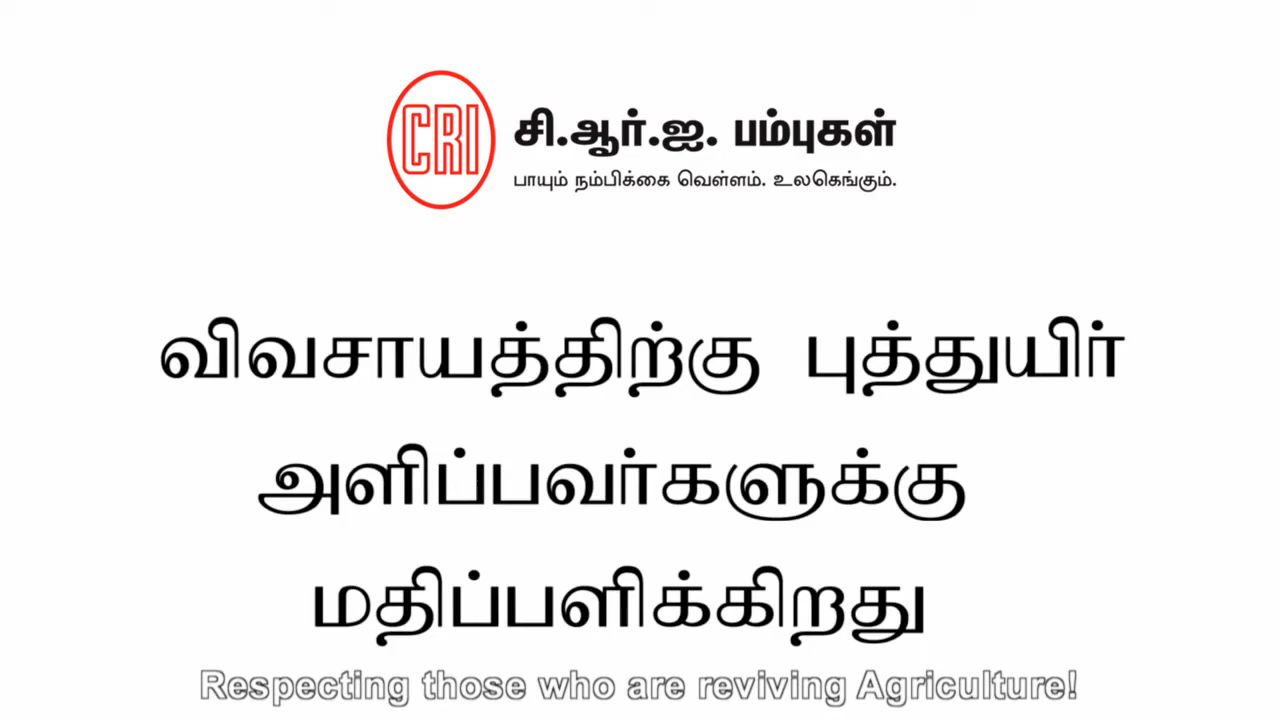 CRI
சி.ஆர்.ஐ. பம்புகள்
பாயும் நம்பிக்கை வெள்ளம். உலகெங்கும்.
விவசாயத்திற்கு புத்துயிர்
அளிப்பவர்களுக்கு
மதிப்பளிக்கிறது
Respecting those who are reviving Agriculture!